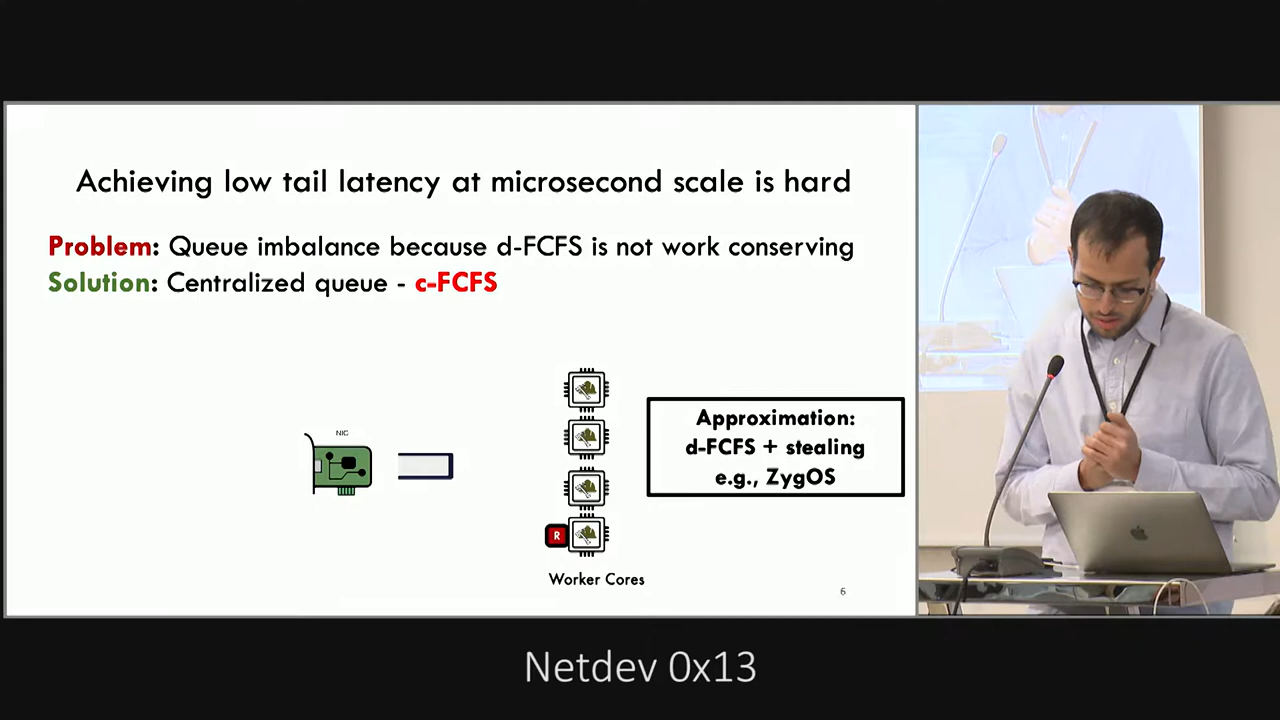 Achieving low tail latency at microsecond scale is hard
Problem: Queue imbalance because d-FCFS is not work conserving
Solution: Centralized queue - c-FCFS
NIC
Approximation:
d-FCFS + stealing
e.g., ZygOS
R
Worker Cores
6
Netdev 0x13